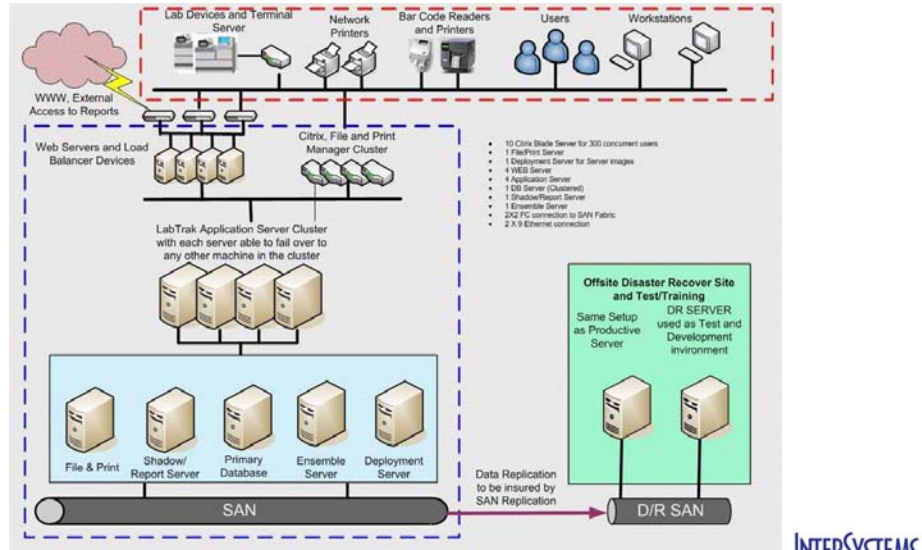 Lab Devices and Terminal
Server
Network
Printers
Bar Code Readers
and Printers
Users
Workstations
WWW, External
Access to Reports
Web Servers and Load
Balancer Devices
Citrix, File and Print
Manager Cluster
• 10 Citrix Blade Server for 300 concurrent users
• 1 File/Print Server
• 1 Deployment Server for Server images
• 4 WEB Server
• 4 Application Server
• 1 DB Server (Clustered)
• 1 Shadow/Report Server
• 1 Ensemble Server
• 2X2 FC connection to SAN Fabric
• 2 X 9 Ethernet connection
LabTrak Application Server Cluster
with each server able to fail over to
any other machine in the cluster
Offsite Disaster Recover Site
and Test/Training
Same Setup
as Productive
Server
DR SERVER
used as Test and
Development
invironment
File & Print
Shadow/
Report Server
Primary
Database
Ensemble
Server
Deployment
Server
Data Replication
to be insured by
SAN Replication
SAN
D/R SAN
INTERSYSTEMS